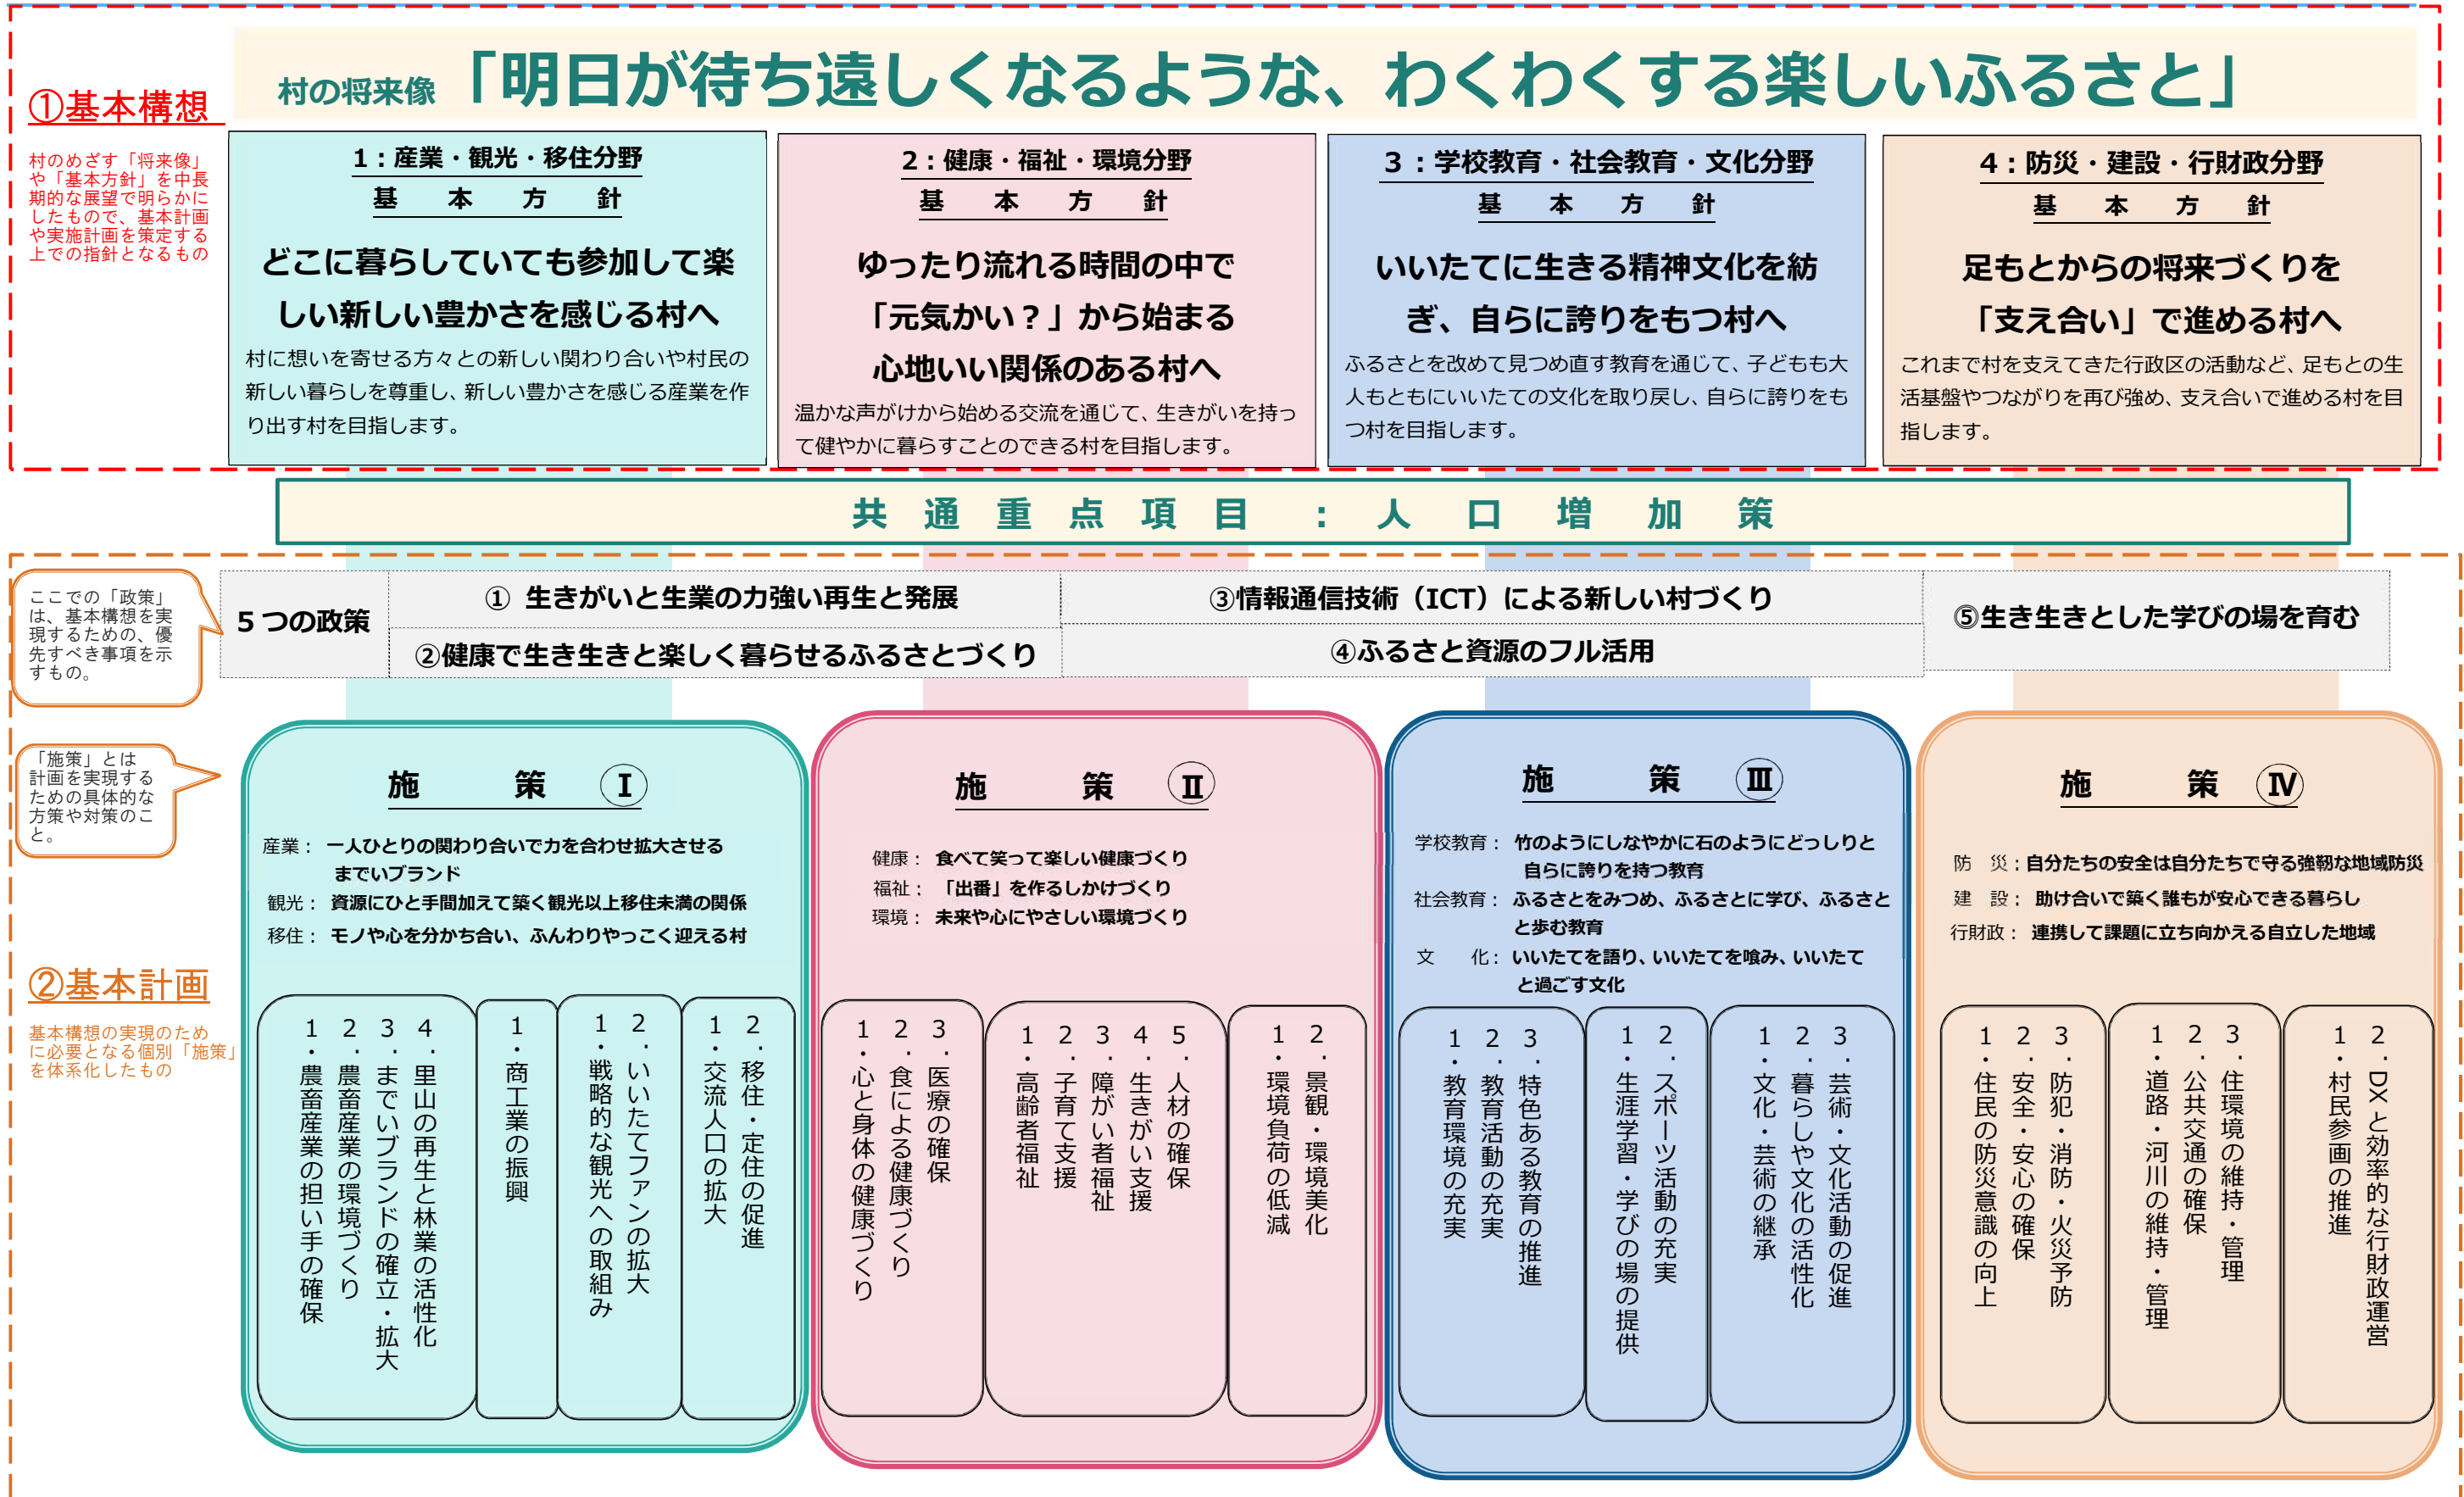 村の将来像「明日が待ち遠しくなるような、わくわくする楽しいふるさと」
①基本構想
村のめざす「将来像」
や「基本方針」を中長
期的な展望で明らかに
したもので、基本計画
や実施計画を策定する
上での指針となるもの
1：産業・観光・移住分野
基本方針
どこに暮らしていても参加して楽
しい新しい豊かさを感じる村へ
村に想いを寄せる方々との新しい関わり合いや村民の
新しい暮らしを尊重し、新しい豊かさを感じる産業を作
り出す村を目指します。
2：健康・福祉・環境分野
基本方針
ゆったり流れる時間の中で
「元気かい？」から始まる
心地いい関係のある村へ
温かな声がけから始める交流を通じて、生きがいを持っ
て健やかに暮らすことのできる村を目指します。
3：学校教育・社会教育・文化分野
基本方針
いいたてに生きる精神文化を紡
ぎ、自らに誇りをもつ村へ
ふるさとを改めて見つめ直す教育を通じて、子どもも大
人もともにいいたての文化を取り戻し、自らに誇りをも
つ村を目指します。
4：防災・建設・行財政分野
基本方針
足もとからの将来づくりを
「支え合い」で進める村へ
これまで村を支えてきた行政区の活動など、足もとの生
活基盤やつながりを再び強め、支え合いで進める村を目
指します。
共通重点項目：人口増加策
ここでの「政策」
は、基本構想を実
現するための、優
先すべき事項を示
すもの。
5つの政策
① 生きがいと生業の力強い再生と発展
②健康で生き生きと楽しく暮らせるふるさとづくり
③情報通信技術（ICT）による新しい村づくり
④ふるさと資源のフル活用
⑤生き生きとした学びの場を育む
「施策」とは
計画を実現する
ための具体的な
方策や対策のこ
と。
②基本計画
基本構想の実現のため
に必要となる個別「施策」
を体系化したもの
施策 Ⅰ
産業： 一人ひとりの関わり合いで力を合わせ拡大させる
までいブランド
観光： 資源にひと手間加えて築く観光以上移住未満の関係
移住： モノや心を分かち合い、ふんわりやっこく迎える村
1・農畜産業の担い手の確保
2．農畜産業の環境づくり
3．までいブランドの確立・拡大
4．里山の再生と林業の活性化
1・商工業の振興
1・戦略的な観光への取組み
2．いいたてファンの拡大
1・交流人口の拡大
2．移住・定住の促進
施策 Ⅱ
健康： 食べて笑って楽しい健康づくり
福祉： 「出番」を作るしかけづくり
環境： 未来や心にやさしい環境づくり
1・心と身体の健康づくり
2．食による健康づくり
3．医療の確保
1・高齢者福祉
2．子育て支援
3．障がい者福祉
4．生きがい支援
5．人材の確保
1・環境負荷の低減
2．景観・環境美化
施策 Ⅲ
学校教育： 竹のようにしなやかに石のようにどっしりと
自らに誇りを持つ教育
社会教育： ふるさとをみつめ、ふるさとに学び、ふるさと
と歩む教育
文　化： いいたてを語り、いいたてを喰み、いいたて
と過ごす文化
1・教育環境の充実
2．教育活動の充実
3．特色ある教育の推進
1・生涯学習・学びの場の提供
2．スポーツ活動の充実
1・文化・芸術の継承
2．暮らしや文化の活性化
3．芸術・文化活動の促進
施策 Ⅳ
防　災：自分たちの安全は自分たちで守る強靭な地域防災
建　設： 助け合いで築く誰もが安心できる暮らし
行財政： 連携して課題に立ち向かえる自立した地域
1・住民の防災意識の向上
2．安全・安心の確保
3．防犯・消防・火災予防
1・道路・河川の維持・管理
2．公共交通の確保
3．住環境の維持・管理
1・村民参画の推進
2．DXと効率的な行財政運営